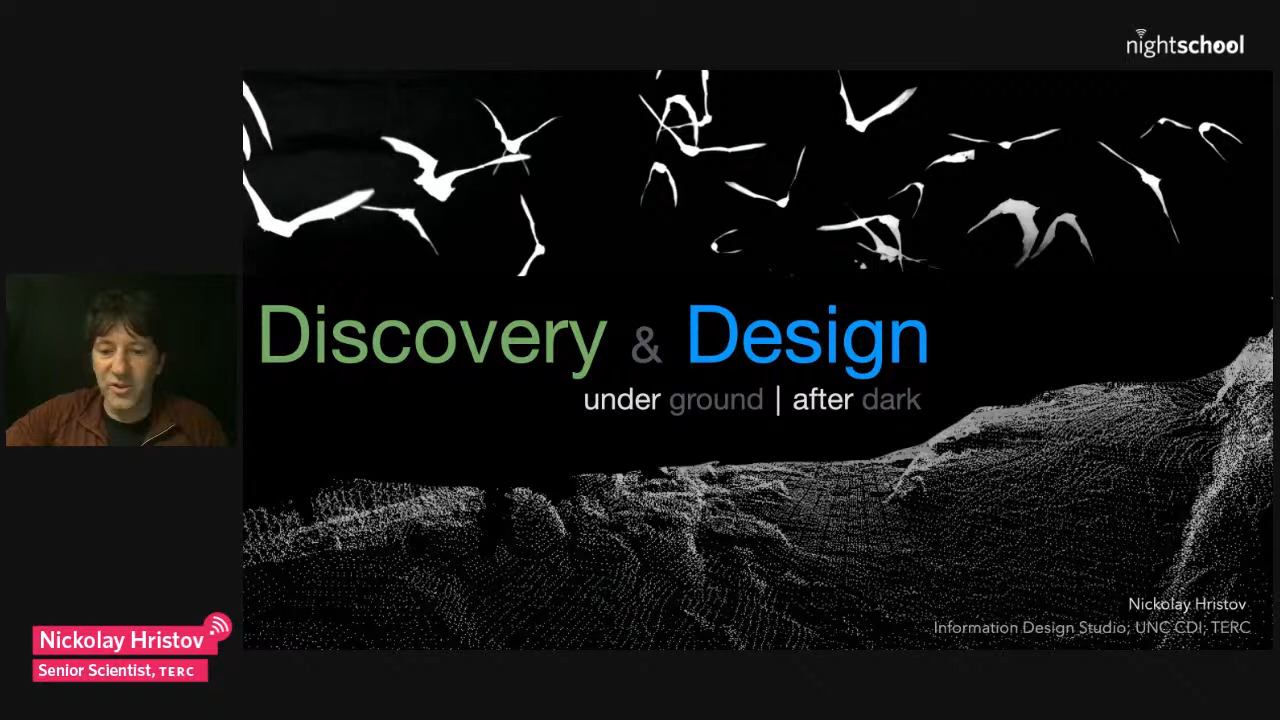 nightschool
Discovery & Design
under ground | after dark
Nickolay Hristov
Information Design Studio; UNC CDI; TERC
Nickolay Hristov
Senior Scientist, TERC